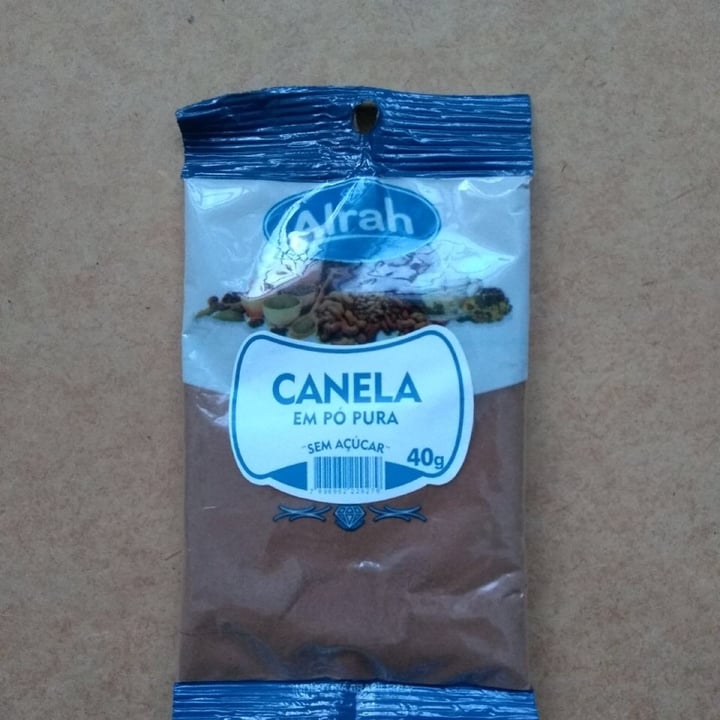 Alrah
CANELA
EM PÓ PURA
-SEM AÇÚCAR-
40g